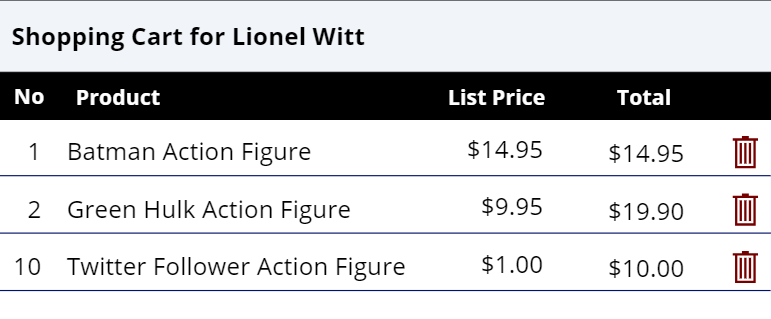 Shopping Cart for Lionel Witt
No Product List Price Total
1 Batman Action Figure $14.95 $14.95
2 Green Hulk Action Figure $9.95 $19.90
10 Twitter Follower Action Figure $1.00 $10.00